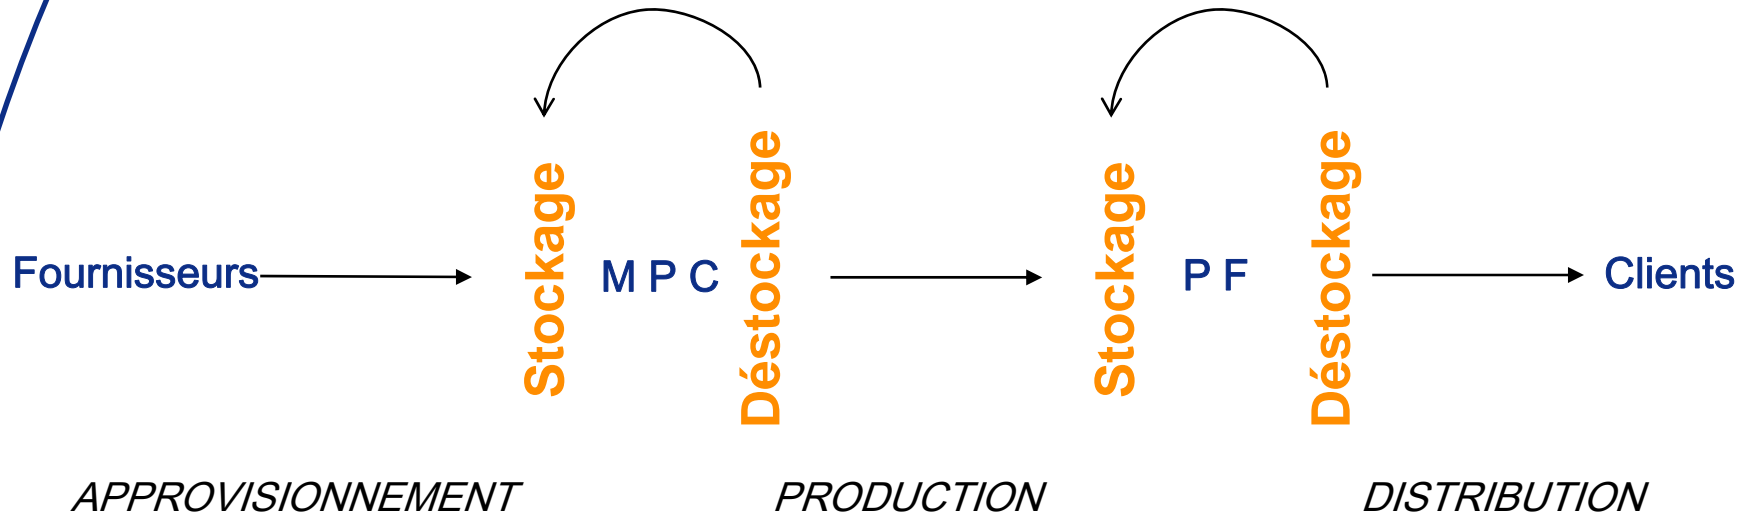 Fournisseurs
Stockage
M P C
Déstockage
Stockage
P F
Déstockage
Clients
APPROVISIONNEMENT
PRODUCTION
DISTRIBUTION